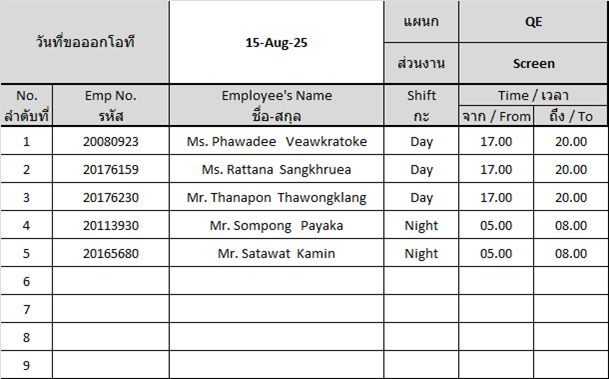 วันที่ขอออกโอที 15-Aug-25 แผนก QE
ส่วนงาน Screen
No. Emp No. Employee's Name Shift Time / เวลา
ลำดับที่ รหัส ชื่อ-สกุล กะ จาก / From ถึง / To
1 20080923 Ms. Phawadee Veawkratoke Day 17.00 20.00
2 20176159 Ms. Rattana Sangkhruea Day 17.00 20.00
3 20176230 Mr. Thanapon Thawongklang Day 17.00 20.00
4 20113930 Mr. Sompong Payaka Night 05.00 08.00
5 20165680 Mr. Satawat Kamin Night 05.00 08.00
6
7
8
9